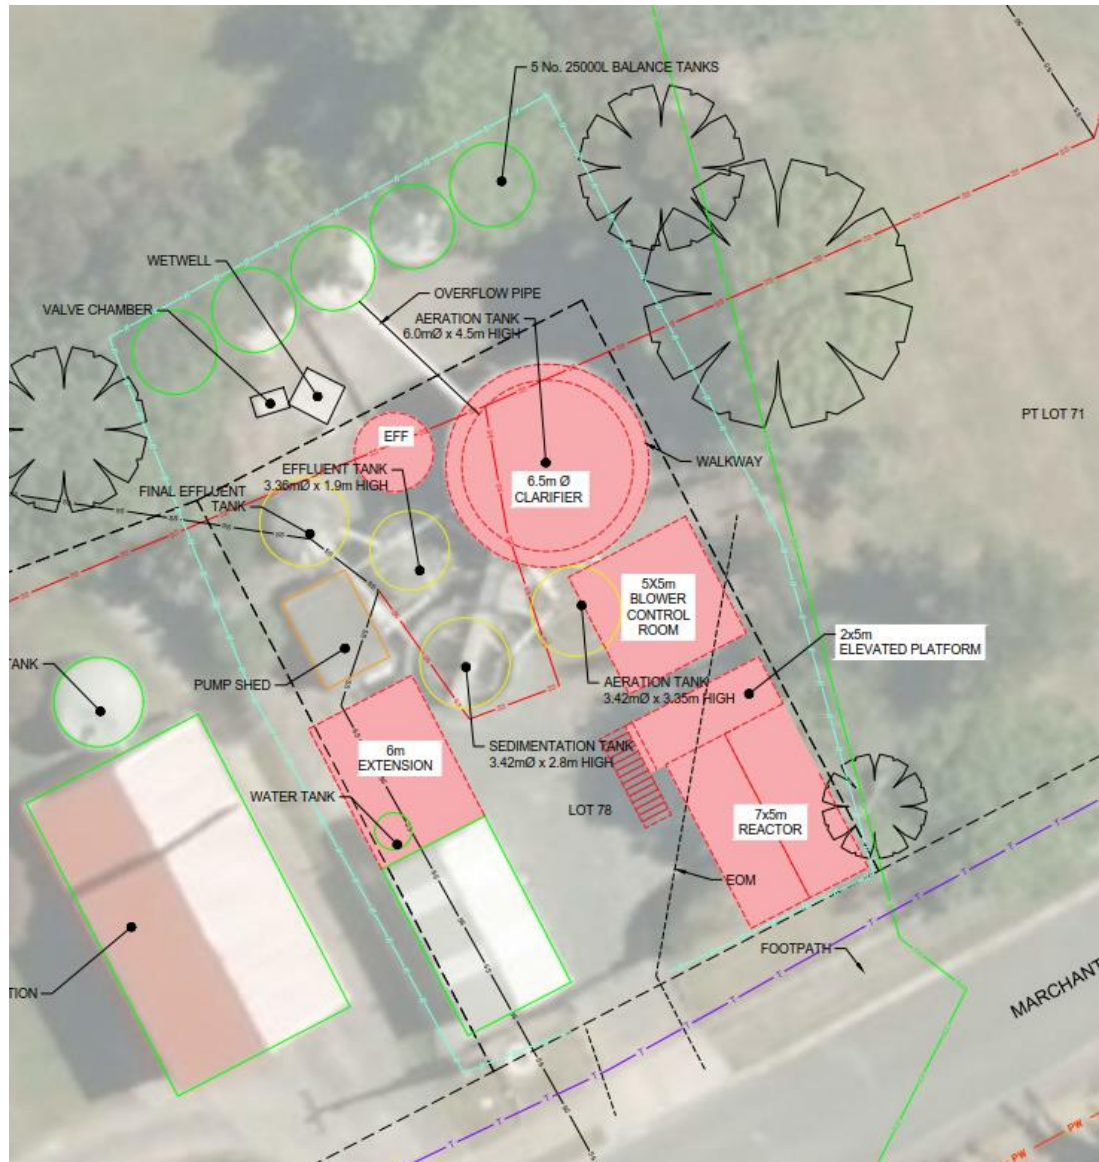 5 No. 25000L BALANCE TANKS
WETWELL
VALVE CHAMBER
OVERFLOW PIPE
AERATION TANK
6.0mØ x 4.5m HIGH
PT LOT 71
EFF
WALKWAY
EFFLUENT TANK
3.36mØ x 1.9m HIGH
6.5m Ø
CLARIFIER
FINAL EFFLUENT
TANK
5X5m
BLOWER
CONTROL
ROOM
2x5m
ELEVATED PLATFORM
TANK
PUMP SHED
AERATION TANK
3.42mØ x 3.35m HIGH
SEDIMENTATION TANK
3.42mØ x 2.8m HIGH
6m
EXTENSION
WATER TANK
LOT 78
7x5m
REACTOR
EOM
FOOTPATH
TION
MARCHANT
PW
PW